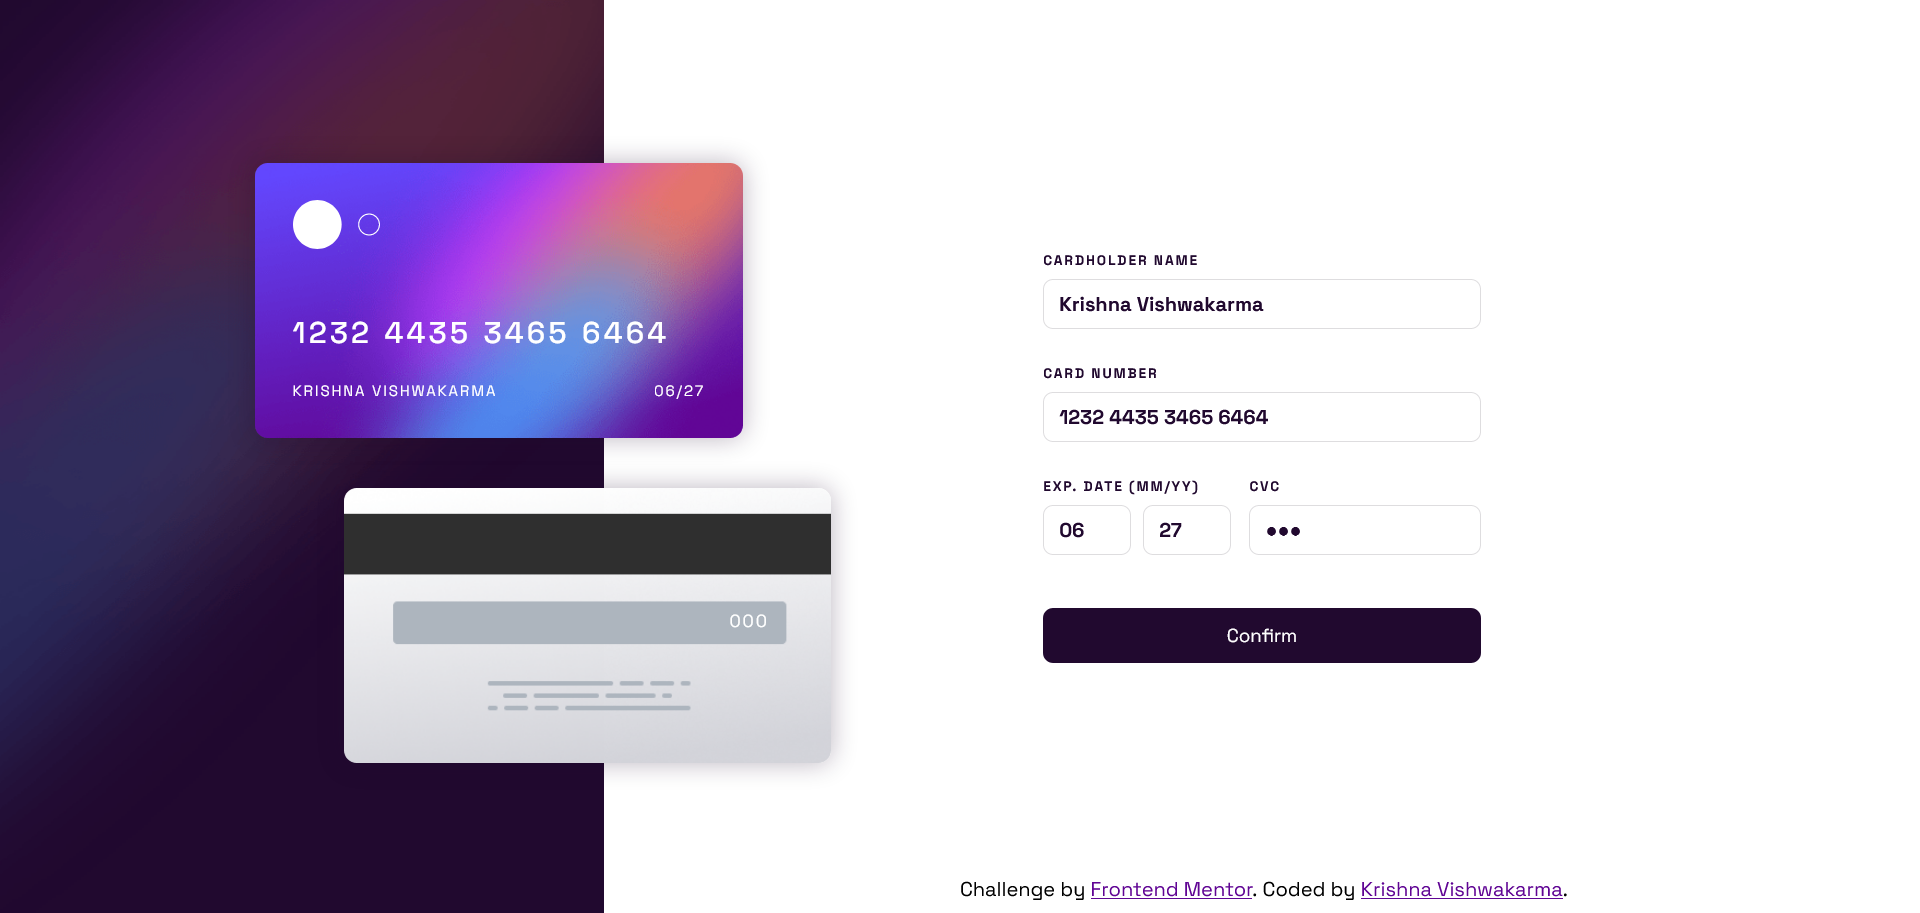 1232 4435 3465 6464
KRISHNA VISHWAKARMA 06/27
000
CARDHOLDER NAME
Krishna Vishwakarma
CARD NUMBER
1232 4435 3465 6464
EXP. DATE (MM/YY) CVC
06 27 •••
Confirm
Challenge by Frontend Mentor. Coded by Krishna Vishwakarma.